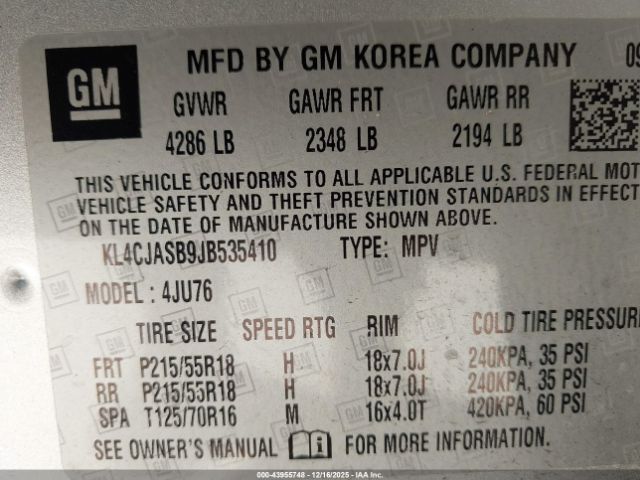 GM MFD BY GM KOREA COMPANY 09
GVWR GAWR FRT GAWR RR
4286 LB 2348 LB 2194 LB
THIS VEHICLE CONFORMS TO ALL APPLICABLE U.S. FEDERAL MOT
VEHICLE SAFETY AND THEFT PREVENTION STANDARDS IN EFFECT
ON THE DATE OF MANUFACTURE SHOWN ABOVE.
KL4CJASB9JB535410 TYPE: MPV
MODEL: 4JU76
TIRE SIZE SPEED RTG RIM COLD TIRE PRESSURE
FRT P215/55R18 H 18x7.0J 240KPA, 35 PSI
RR P215/55R18 H 18x7.0J 240KPA, 35 PSI
SPA T125/70R16 M 16x4.0T 420KPA, 60 PSI
SEE OWNER'S MANUAL i FOR MORE INFORMATION.
000-43955748 - 12/16/2025 - IAA Inc.